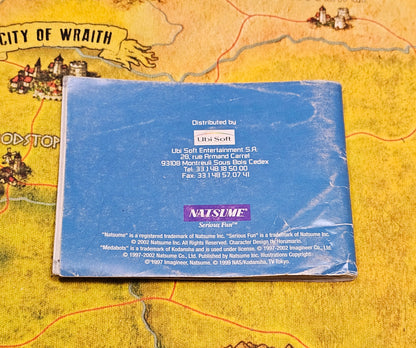 CITY OF WRAITH
Distributed by
Ubi Soft
Ubi Soft Entertainment S.A.
28, rue Armand Carrel
93108 Montreuil Sous Bois Cedex
Tel. 33 1 48 18 50 00
Fax: 33 1 48 57 07 41
NATSUME
Serious Fun™
"Natsume" is a registered trademark of Natsume Inc. "Serious Fun" is a trademark of Natsume Inc.
© 2002 Natsume Inc. All Rights Reserved. Character Design by Horumarin.
"Medabots" is a trademark of Kodansha and is used under license. © 1997-2002 Imagineer Co., Ltd.
© 1997-2002 Natsume Co., Ltd. Published by Natsume Inc. Illustrations Copyright:
©1997 Imagineer, Natsume. © 1999 NAS/Kodansha, TV Tokyo.